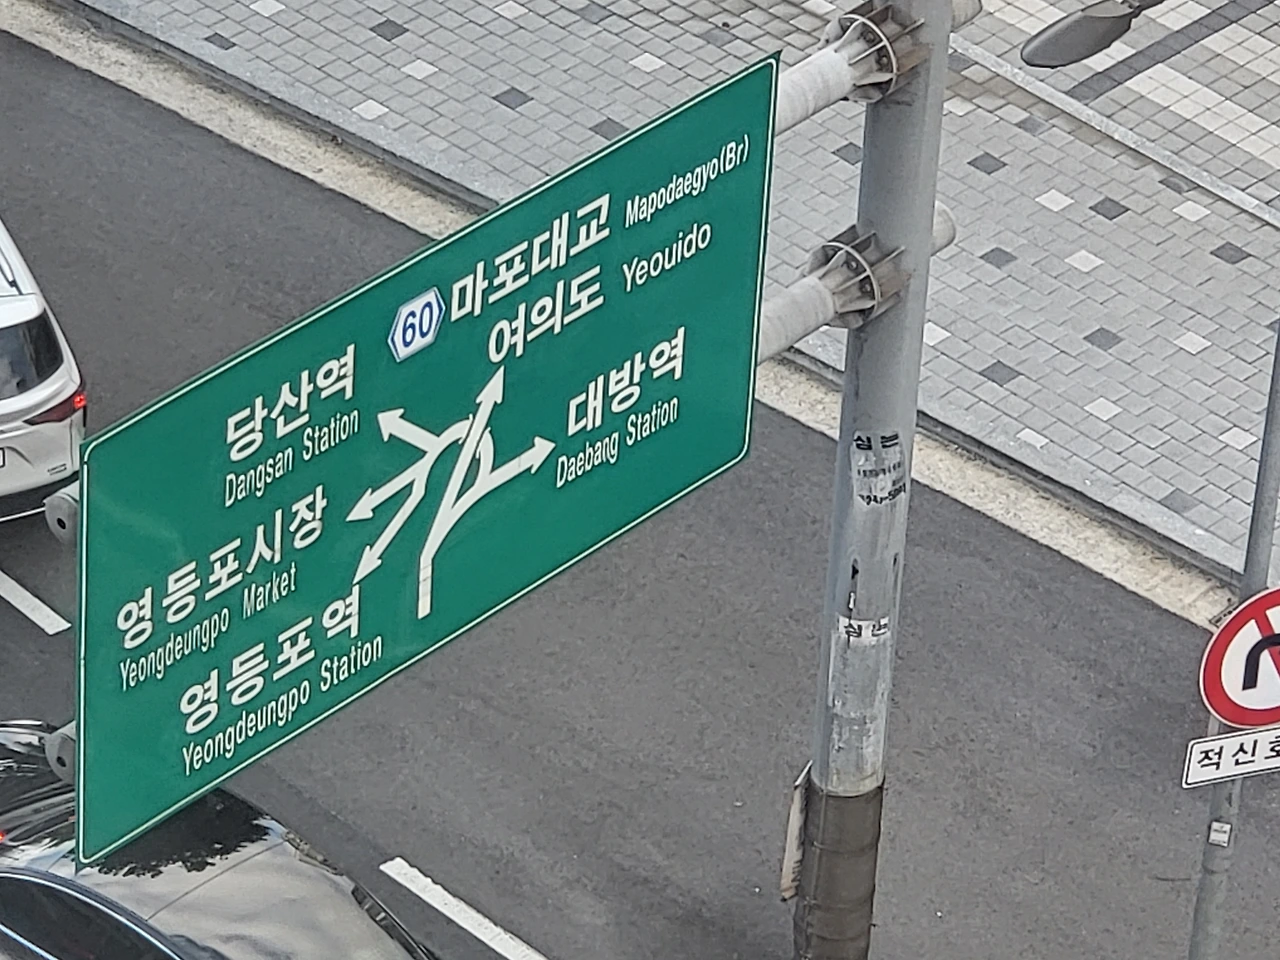 60 마포대교 Mapodaegyo(Br)
여의도 Yeouido
당산역
Dangsan Station
대방역
Daebang Station
영등포시장
Yeongdeungpo Market
영등포역
Yeongdeungpo Station
적신호